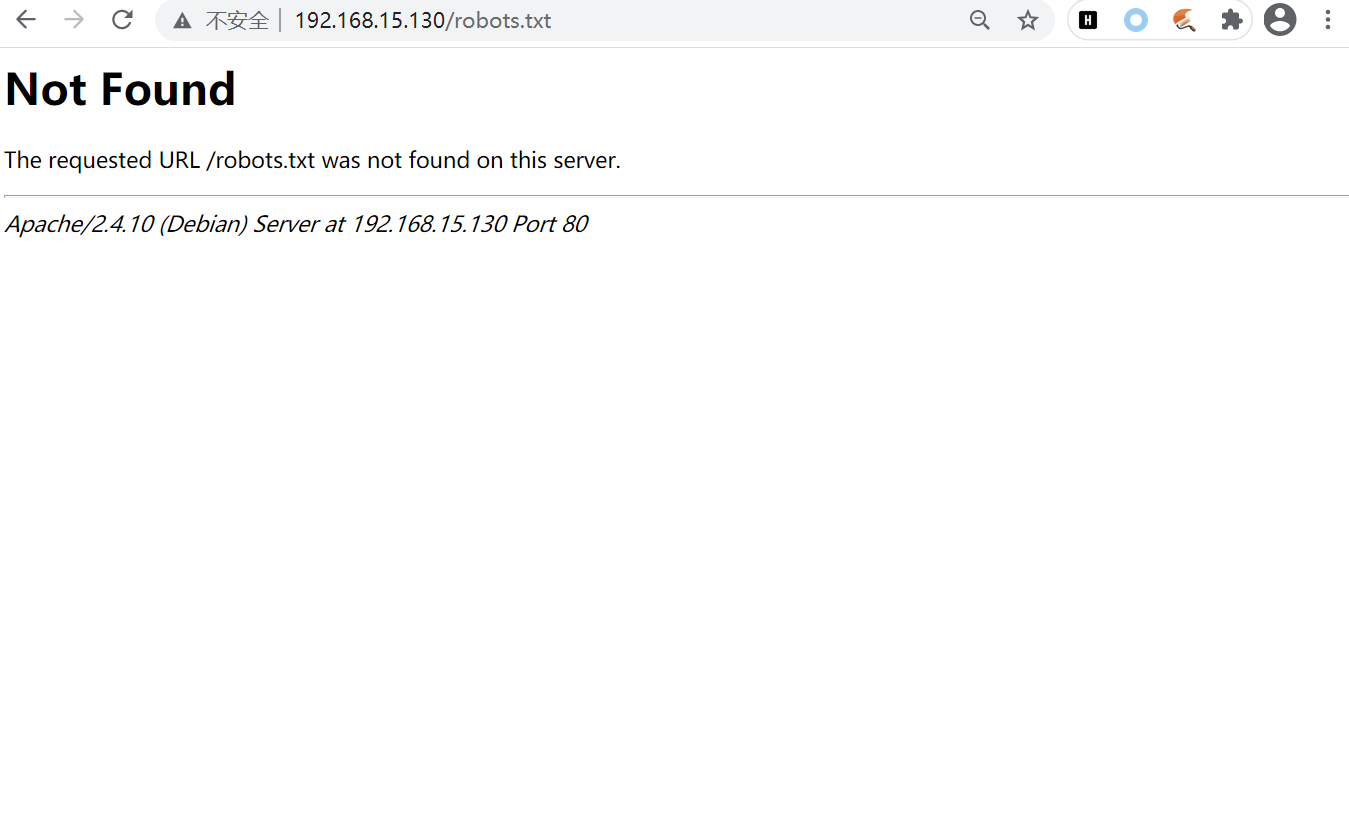 不安全 192.168.15.130/robots.txt
H
Not Found
The requested URL /robots.txt was not found on this server.
Apache/2.4.10 (Debian) Server at 192.168.15.130 Port 80